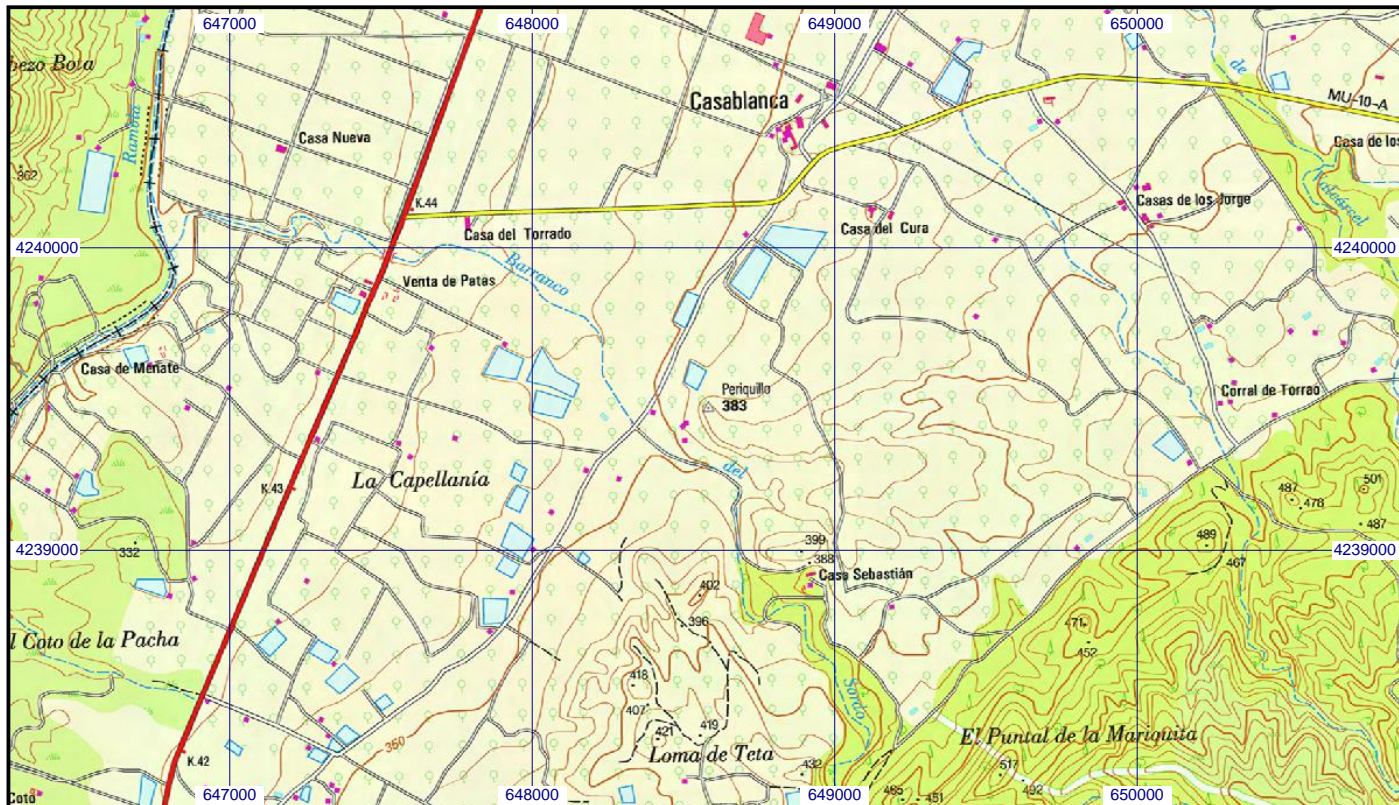 647000
648000
649000
650000
Bota
Rambla
de
MU-10-A
Casablanca
Casa Nueva
Casa de los
362
K.44
Casas de los Jorge
Casa del Torrado
Casa del Cura
4240000
4240000
Barranco
Venta de Patas
Casa de Menate
Periquillo
383
Corral de Torrao
La Capellanía
del
K.43
487
501
478
487
489
332
399
4239000
4239000
388
467
Casa Sebastián
402
396
471
l Coto de la Pacha
452
418
Sordo
407
419
421
El Puntal de la Mariquita
350
Loma de Teta
K.42
432
517
492
465
451
Coto
647000
648000
649000
650000